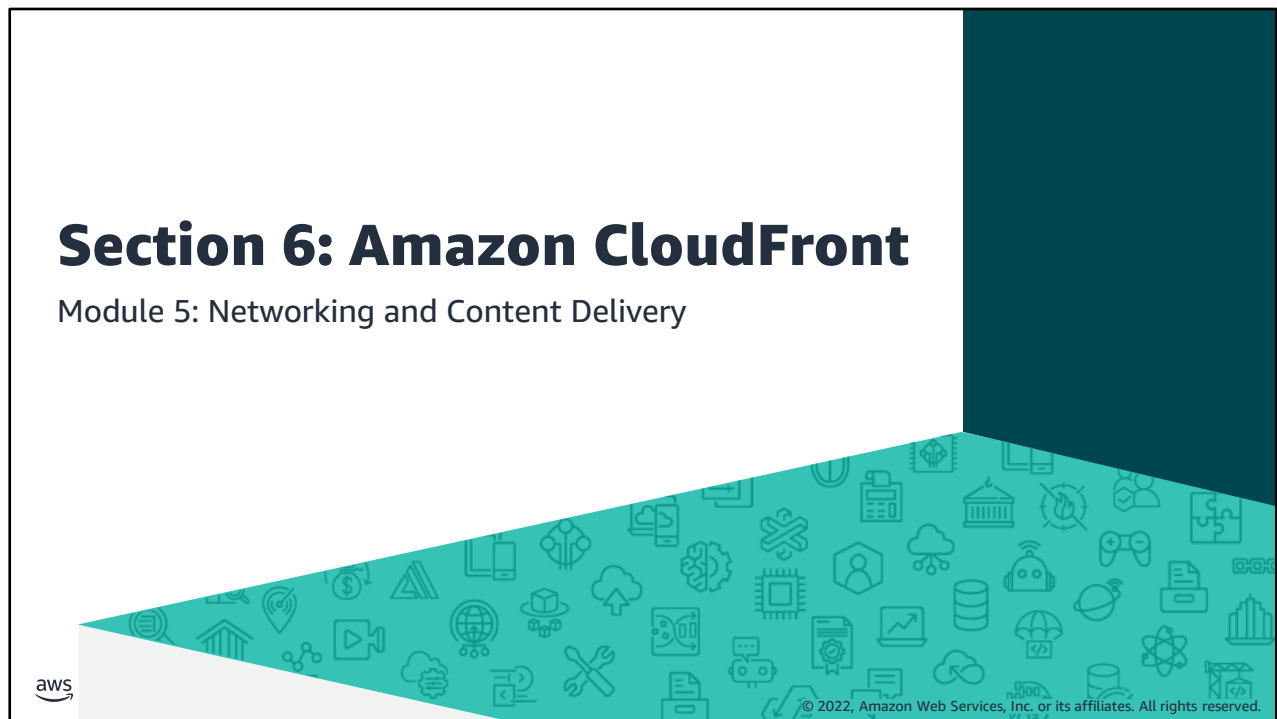 Section 6: Amazon CloudFront
Module 5: Networking and Content Delivery
aws
© 2022, Amazon Web Services, Inc. or its affiliates. All rights reserved.